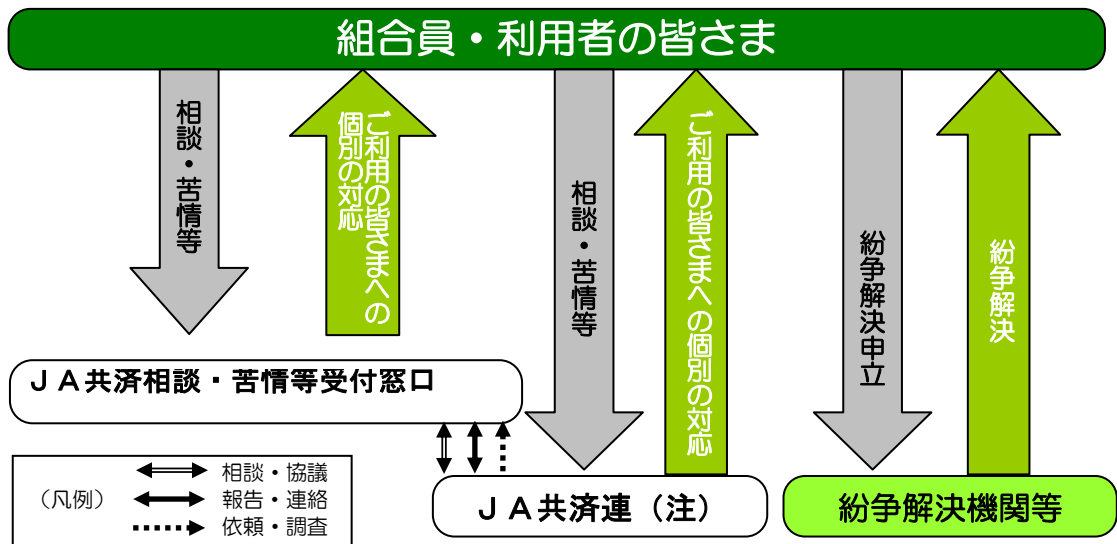 組合員・利用者の皆さま
相談・苦情等
ご利用の皆さまへの
個別の対応
相談・苦情等
ご利用の皆さまへの個別の対応
紛争解決申立
紛争解決
ＪＡ共済相談・苦情等受付窓口
（凡例）
相談・協議
報告・連絡
依頼・調査
ＪＡ共済連（注）
紛争解決機関等